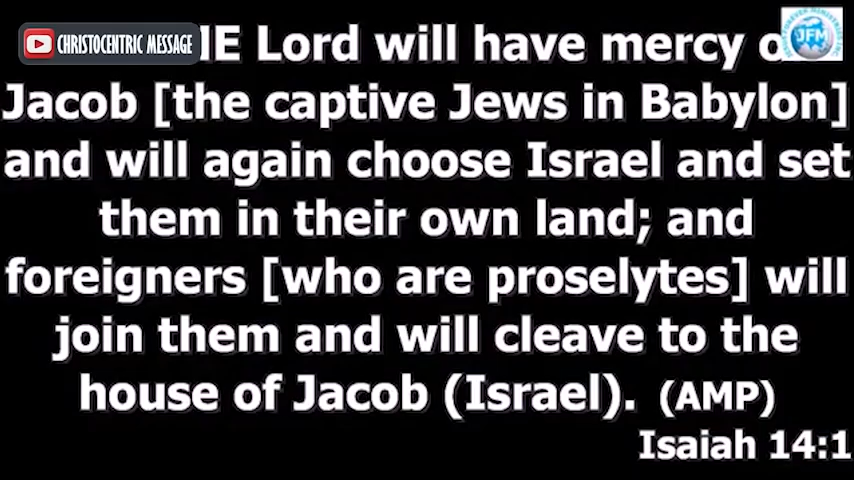 CHRISTOCENTRIC MESSAGE
JFM
Lord will have mercy
Jacob [the captive Jews in Babylon]
and will again choose Israel and set
them in their own land; and
foreigners [who are proselytes] will
join them and will cleave to the
house of Jacob (Israel). (AMP)
Isaiah 14:1